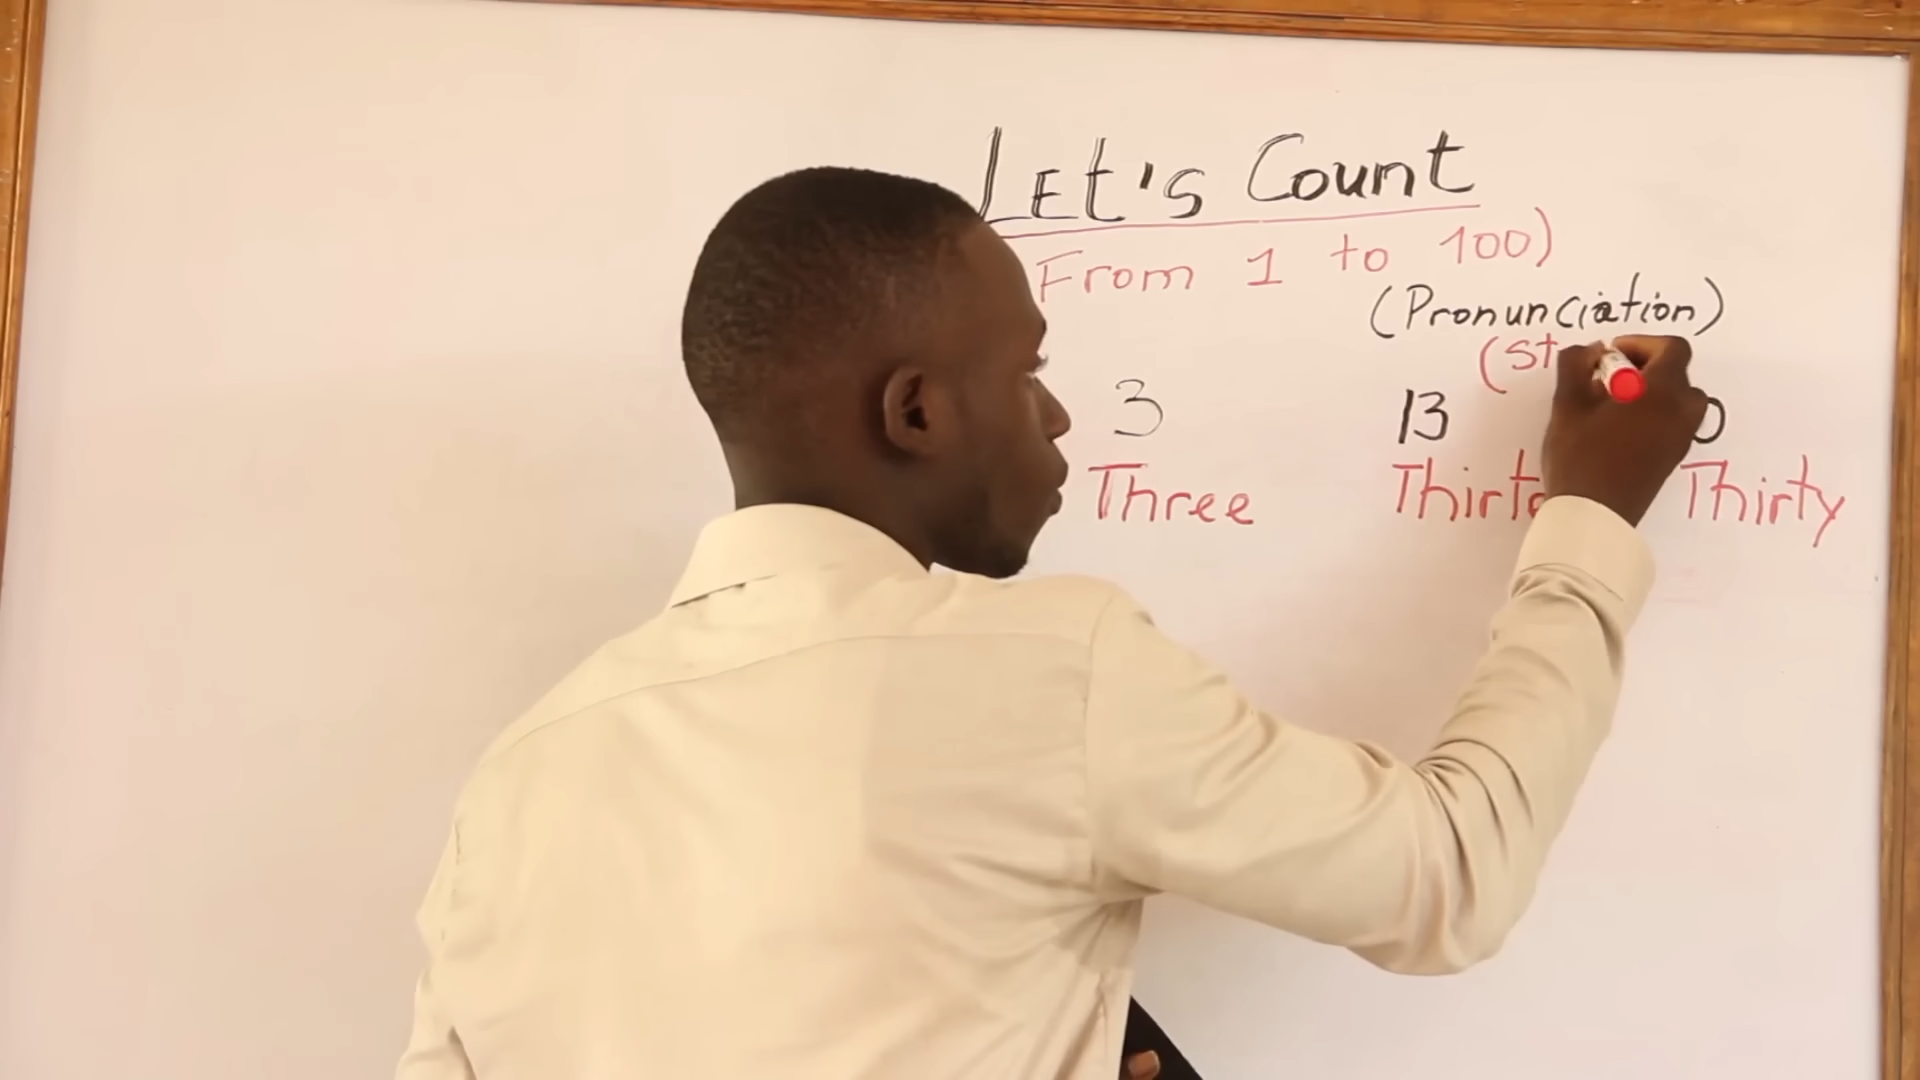 Let's Count
From 1 to 100)
(Pronunciation)
3 13
Three Thirty